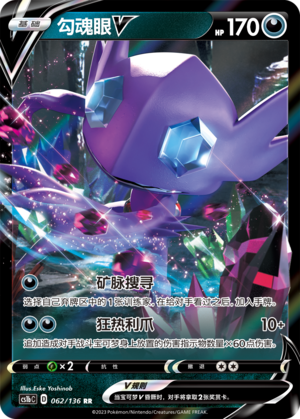 基础
勾魂眼V
HP 170
矿脉搜寻
选择自己弃牌区中的1张训练家，在给对手看过之后，加入手牌。
狂热利爪 10+
追加造成对手战斗宝可梦身上放置的伤害指示物数量×60点伤害。
弱点 ×2 抵抗力 撤退
V规则
当宝可梦V昏厥时，对手将拿取2张奖赏卡。
Illus.Eske Yoshinob
cs1b C D 062/136 RR
©2023 Pokémon/Nintendo/Creatures/GAME FREAK.